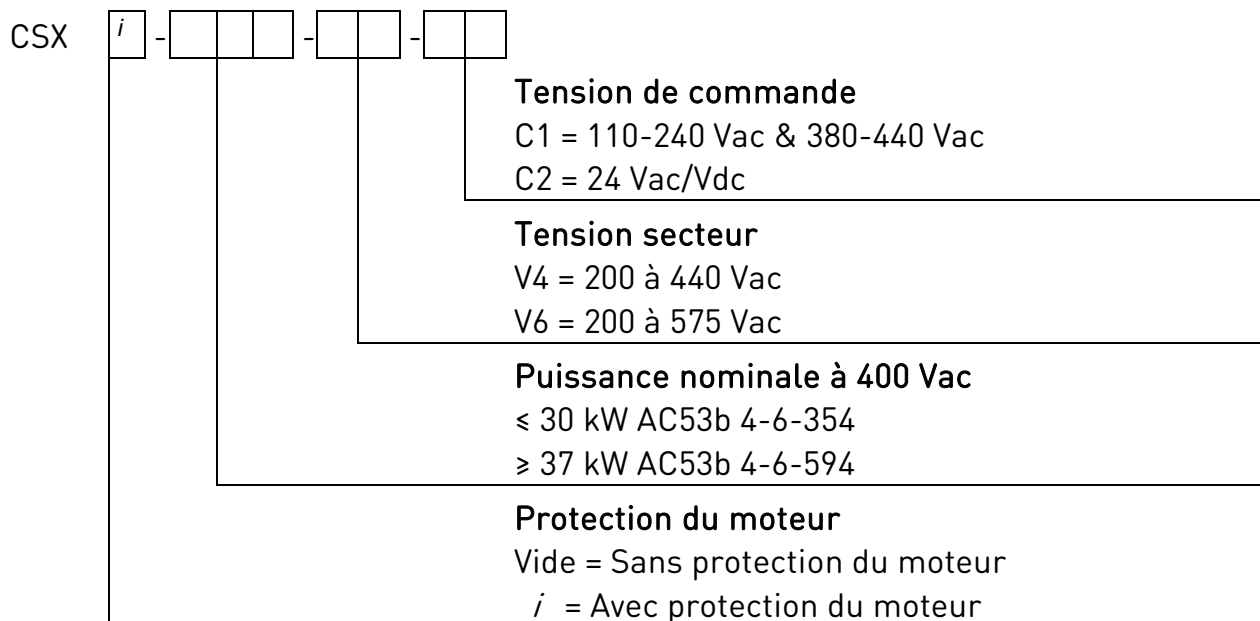 CSX i - - -
Tension de commande
C1 = 110-240 Vac & 380-440 Vac
C2 = 24 Vac/Vdc
Tension secteur
V4 = 200 à 440 Vac
V6 = 200 à 575 Vac
Puissance nominale à 400 Vac
≤ 30 kW AC53b 4-6-354
≥ 37 kW AC53b 4-6-594
Protection du moteur
Vide = Sans protection du moteur
i = Avec protection du moteur